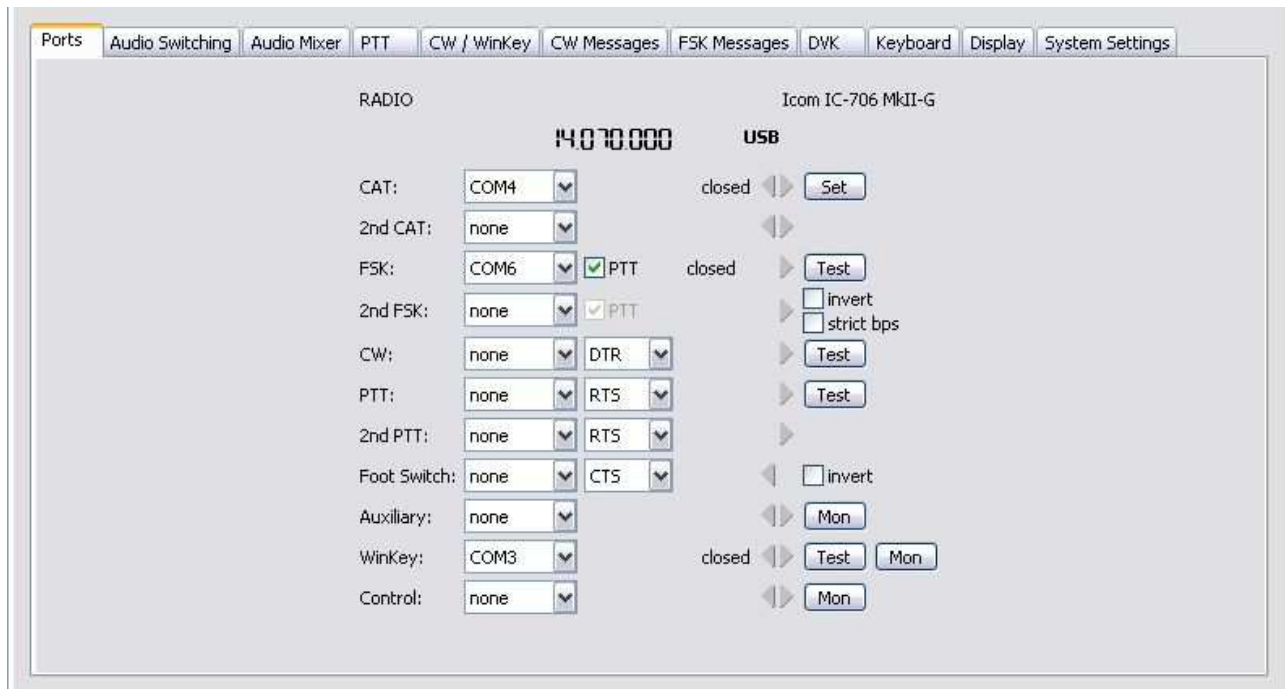 Ports Audio Switching Audio Mixer PTT CW / WinKey CW Messages FSK Messages DVK Keyboard Display System Settings
RADIO Icom IC-706 MkII-G
14.070.000 USB
CAT: COM4 closed Set
2nd CAT: none
FSK: COM6 PTT closed Test
invert
2nd FSK: none PTT
strict bps
CW: none DTR Test
PTT: none RTS Test
2nd PTT: none RTS
Foot Switch: none CTS invert
Auxiliary: none Mon
WinKey: COM3 closed Test Mon
Control: none Mon